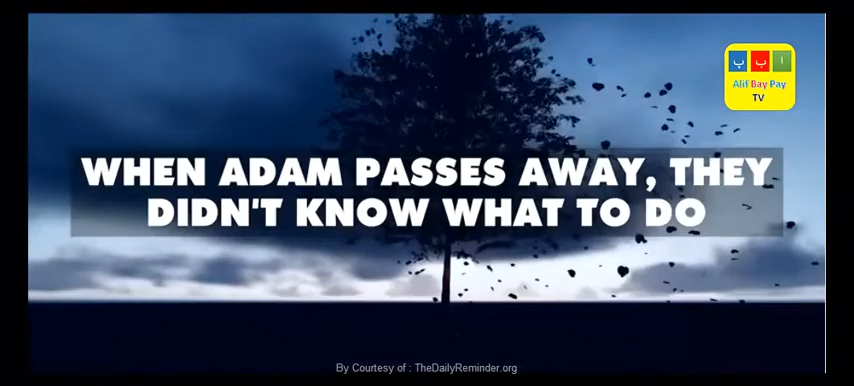 پ ب ا
Alif Bay Pay
TV
WHEN ADAM PASSES AWAY, THEY
DIDN'T KNOW WHAT TO DO
By Courtesy of : TheDailyReminder.org